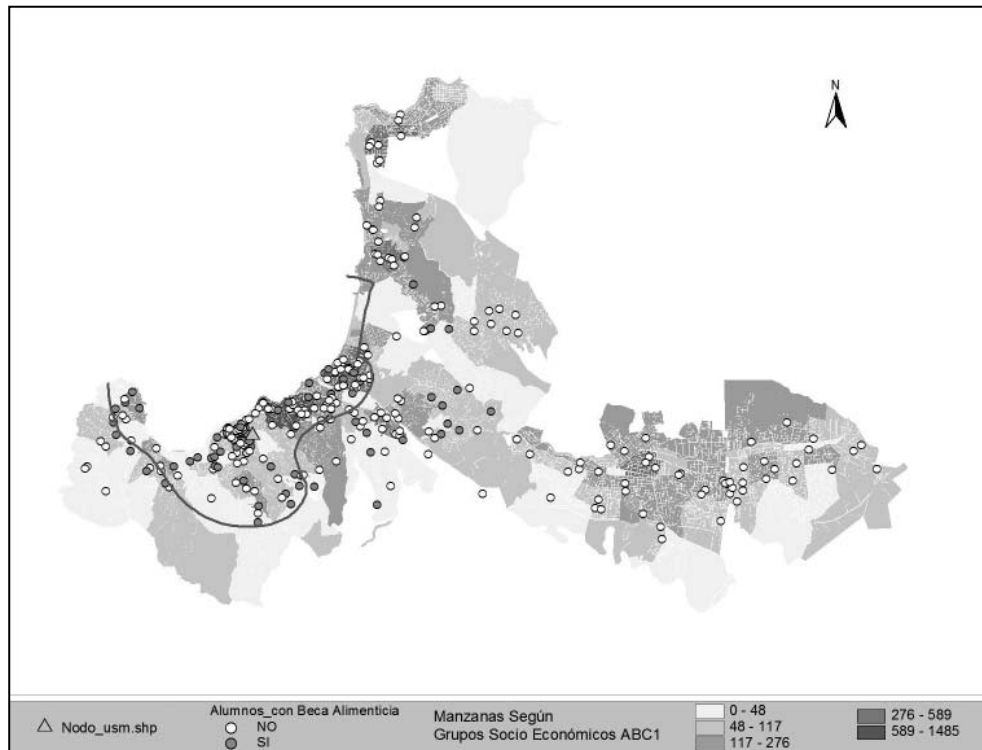 N
Nodo_usm.shp
Alumnos_con Beca Alimenticia
NO
SI
Manzanas Según
Grupos Socio Económicos ABC1
0 - 48
48 - 117
117 - 276
276 - 589
589 - 1485